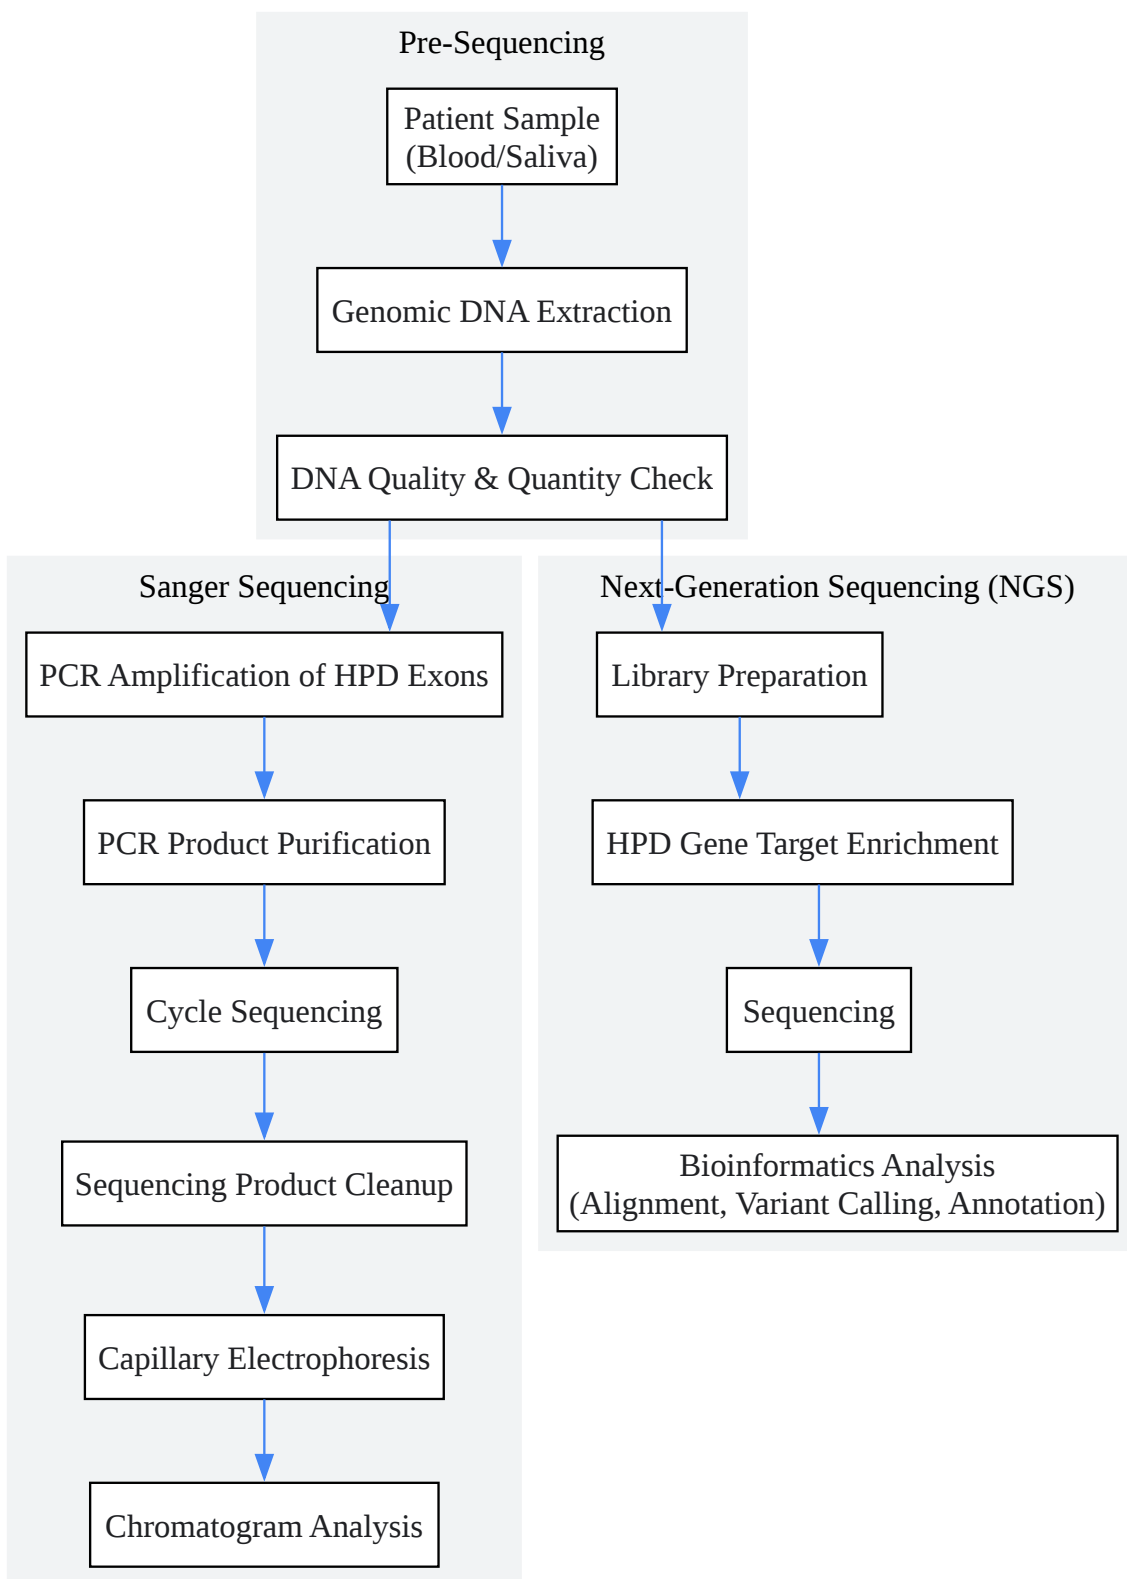 Pre-Sequencing
Patient Sample
(Blood/Saliva)
Genomic DNA Extraction
DNA Quality & Quantity Check
Sanger Sequencing
PCR Amplification of HPD Exons
PCR Product Purification
Cycle Sequencing
Sequencing Product Cleanup
Capillary Electrophoresis
Chromatogram Analysis
Next-Generation Sequencing (NGS)
Library Preparation
HPD Gene Target Enrichment
Sequencing
Bioinformatics Analysis
(Alignment, Variant Calling, Annotation)